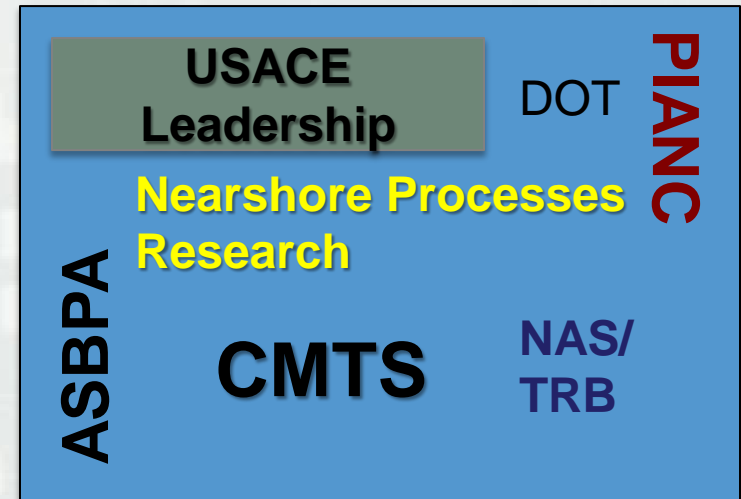 USACE
Leadership
DOT
PIANC
Nearshore Processes
Research
ASBPA
CMTS
NAS/
TRB